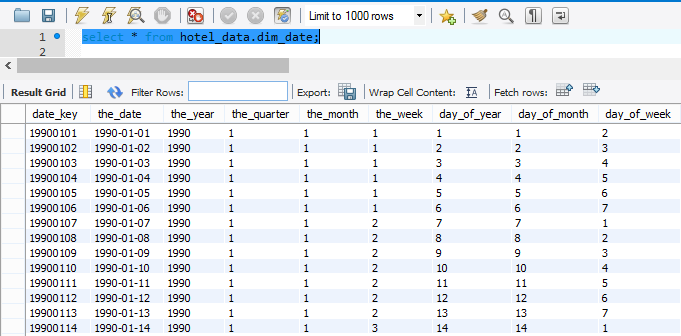 Limit to 1000 rows
1 select * from hotel_data.dim_date;
2
Result Grid Filter Rows: Export: Wrap Cell Content: Fetch rows:
date_key the_date the_year the_quarter the_month the_week day_of_year day_of_month day_of_week
19900101 1990-01-01 1990 1 1 1 1 1 2
19900102 1990-01-02 1990 1 1 1 2 2 3
19900103 1990-01-03 1990 1 1 1 3 3 4
19900104 1990-01-04 1990 1 1 1 4 4 5
19900105 1990-01-05 1990 1 1 1 5 5 6
19900106 1990-01-06 1990 1 1 1 6 6 7
19900107 1990-01-07 1990 1 1 2 7 7 1
19900108 1990-01-08 1990 1 1 2 8 8 2
19900109 1990-01-09 1990 1 1 2 9 9 3
19900110 1990-01-10 1990 1 1 2 10 10 4
19900111 1990-01-11 1990 1 1 2 11 11 5
19900112 1990-01-12 1990 1 1 2 12 12 6
19900113 1990-01-13 1990 1 1 2 13 13 7
19900114 1990-01-14 1990 1 1 3 14 14 1